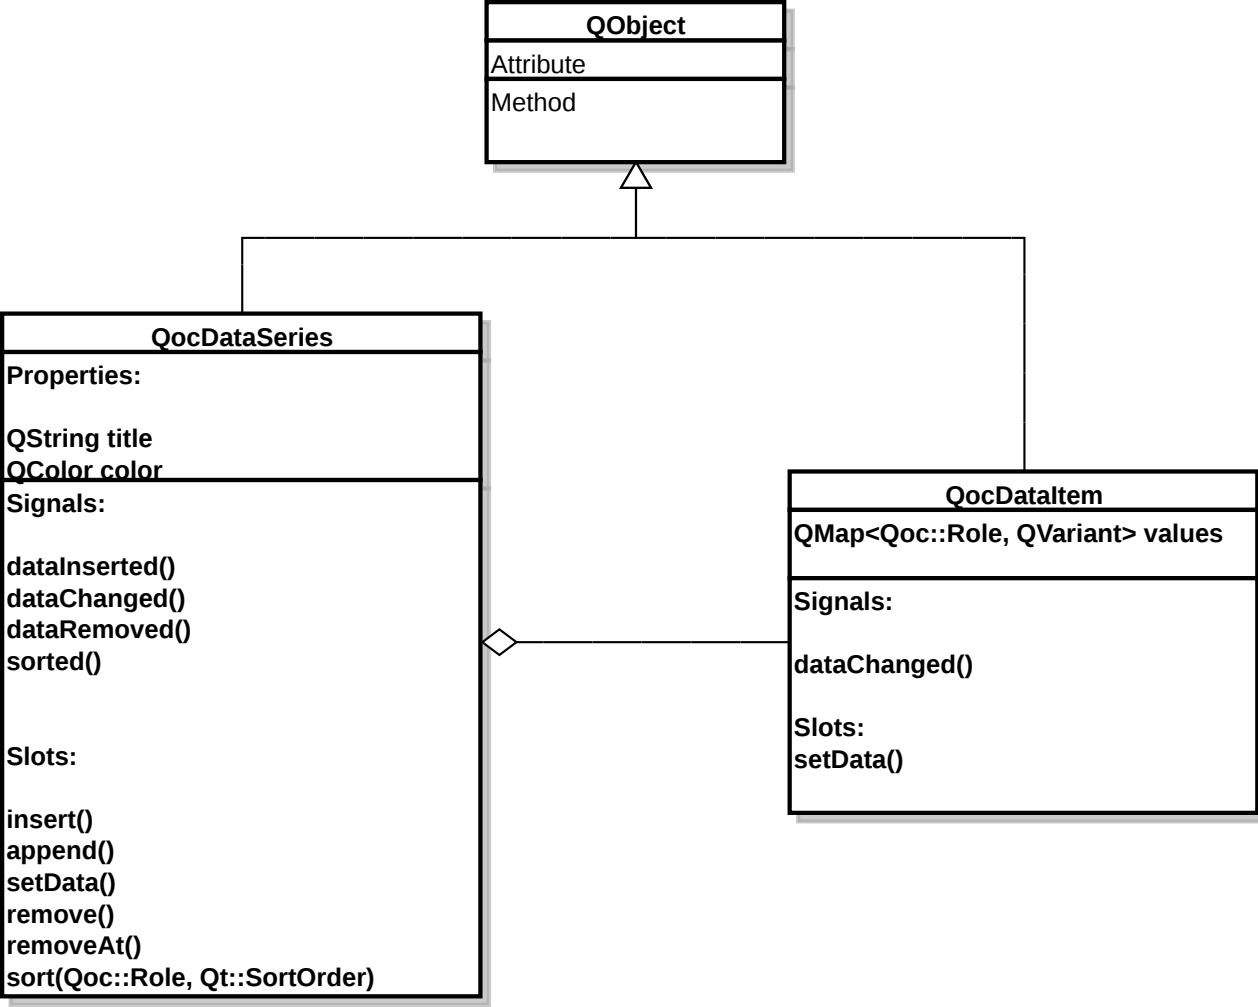 QObject
Attribute
Method
QocDataSeries
Properties:
QString title
QColor color
Signals:
dataInserted()
dataChanged()
dataRemoved()
sorted()
Slots:
insert()
append()
setData()
remove()
removeAt()
sort(Qoc::Role, Qt::SortOrder)
QocDataItem
QMap<Qoc::Role, QVariant> values
Signals:
dataChanged()
Slots:
setData()